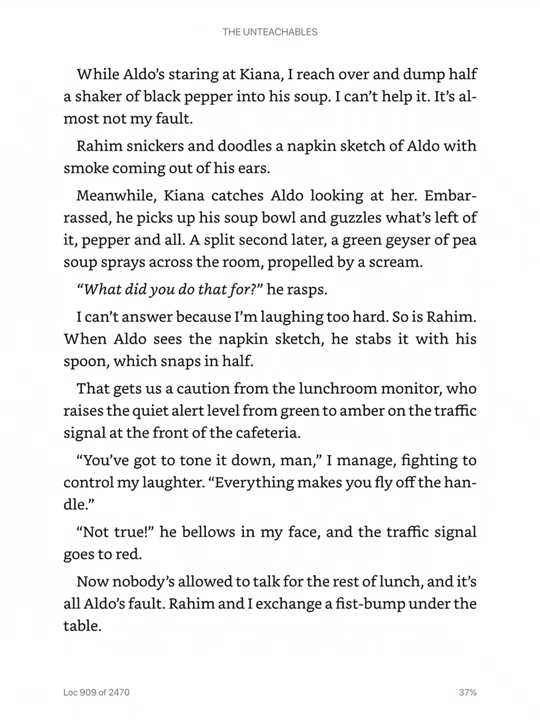 THE UNTEACHABLES
While Aldo’s staring at Kiana, I reach over and dump half
a shaker of black pepper into his soup. I can’t help it. It’s al-
most not my fault.
Rahim snickers and doodles a napkin sketch of Aldo with
smoke coming out of his ears.
Meanwhile, Kiana catches Aldo looking at her. Embar-
rassed, he picks up his soup bowl and guzzles what’s left of
it, pepper and all. A split second later, a green geyser of pea
soup sprays across the room, propelled by a scream.
“What did you do that for?” he rasps.
I can’t answer because I’m laughing too hard. So is Rahim.
When Aldo sees the napkin sketch, he stabs it with his
spoon, which snaps in half.
That gets us a caution from the lunchroom monitor, who
raises the quiet alert level from green to amber on the traffic
signal at the front of the cafeteria.
“You’ve got to tone it down, man,” I manage, fighting to
control my laughter. “Everything makes you fly off the han-
dle.”
“Not true!” he bellows in my face, and the traffic signal
goes to red.
Now nobody’s allowed to talk for the rest of lunch, and it’s
all Aldo’s fault. Rahim and I exchange a fist-bump under the
table.
Loc 909 of 2470
37%